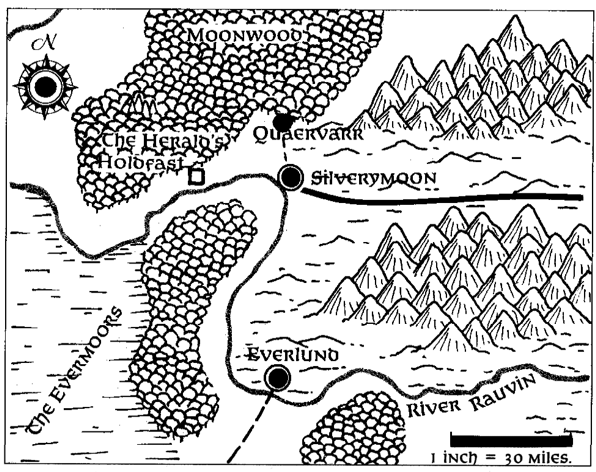 N
Moonwood
Quaervarr
The Herald's
Holdfast
Silverymoon
The Evermoors
Everlund
River Rauvin
1 inch = 30 miles.